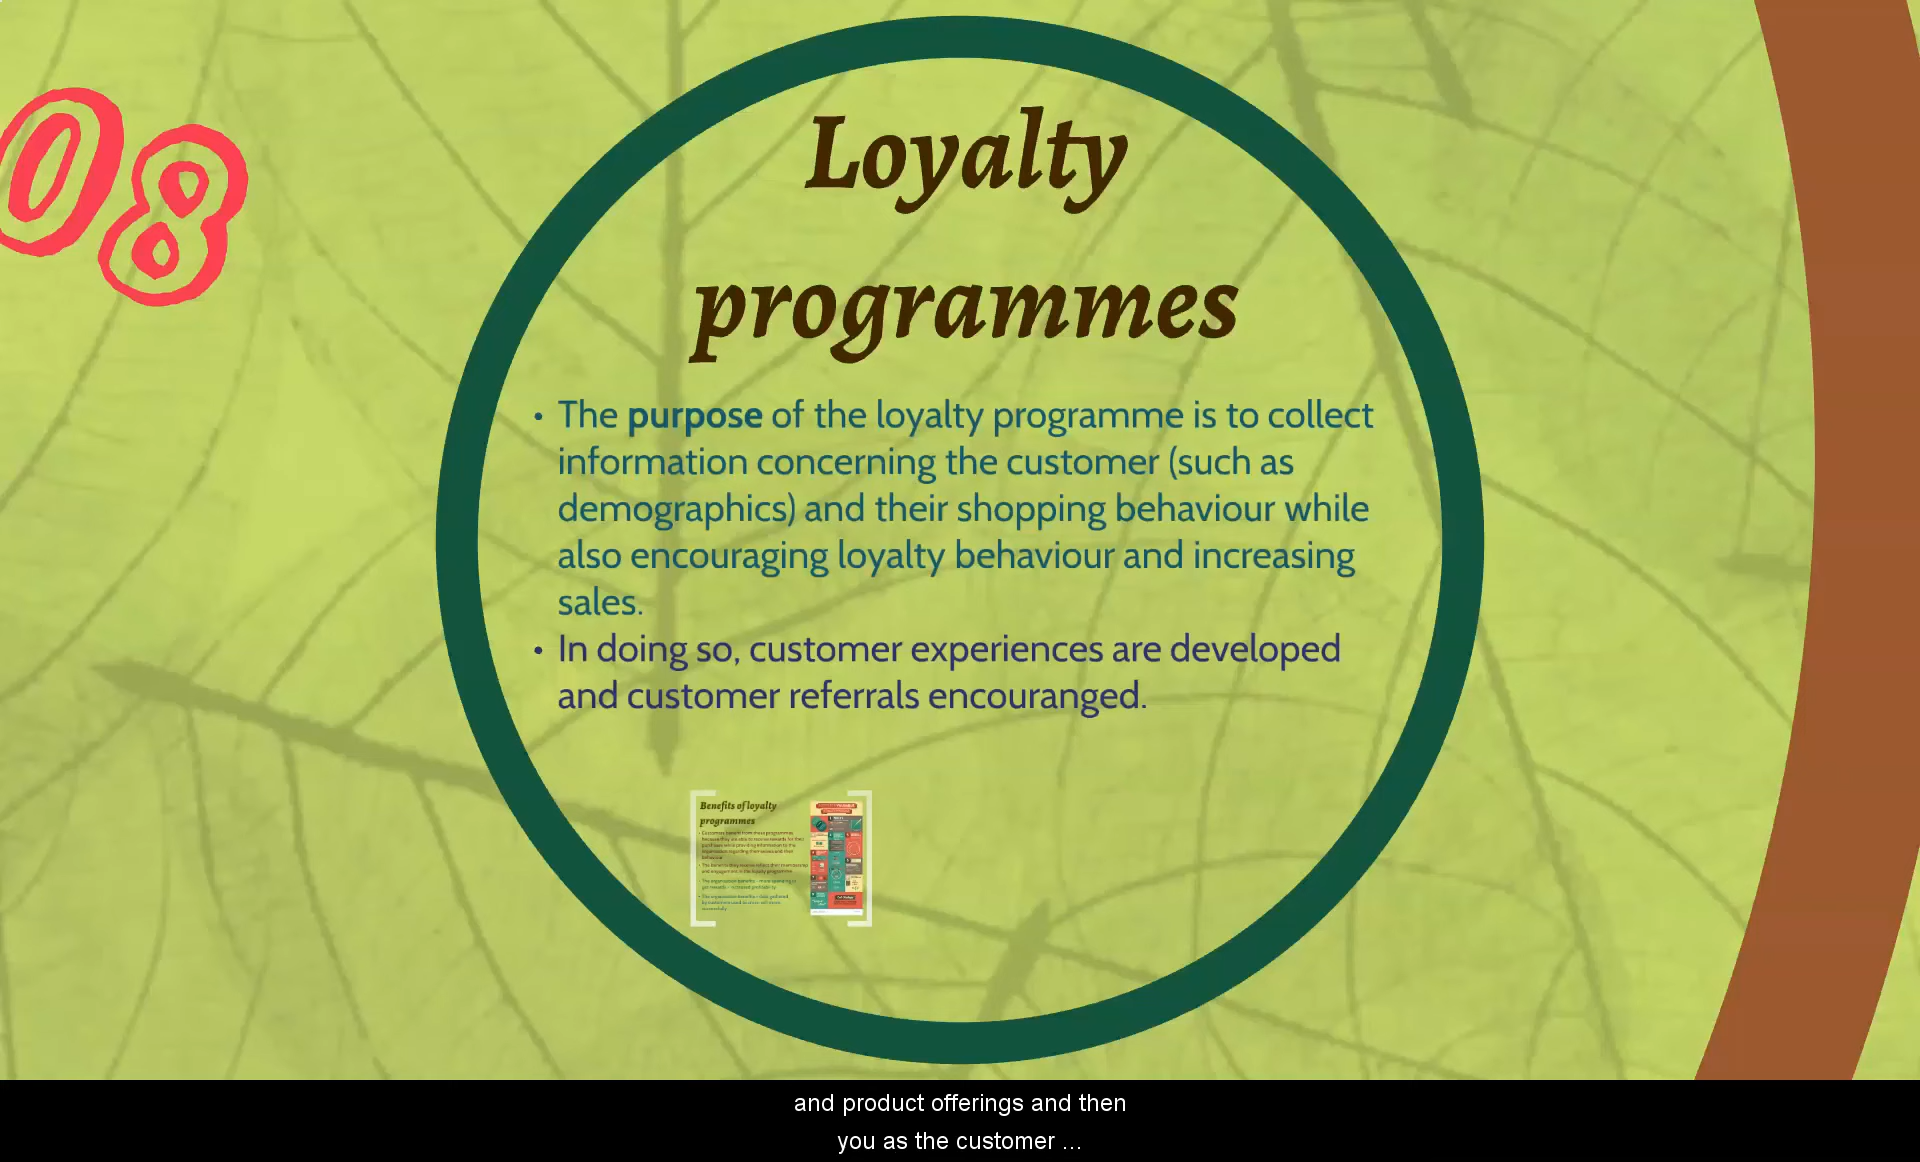 08
Loyalty
programmes
• The purpose of the loyalty programme is to collect
information concerning the customer (such as
demographics) and their shopping behaviour while
also encouraging loyalty behaviour and increasing
sales.
• In doing so, customer experiences are developed
and customer referrals encouranged.
Benefits of loyalty
programmes
and product offerings and then
you as the customer ...